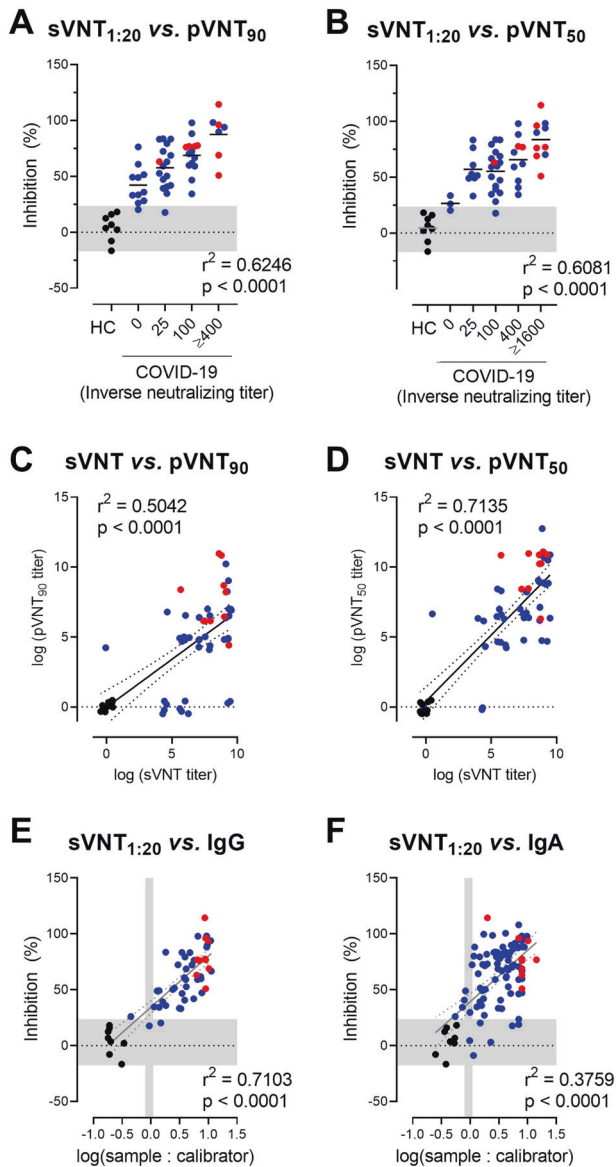 A sVNT1:20 vs. pVNT90
150
100
50
0
-50
Inhibition (%)
r2 = 0.6246
p < 0.0001
HC 0 25 100 ≥400
COVID-19
(Inverse neutralizing titer)
B sVNT1:20 vs. pVNT50
150
100
50
0
-50
Inhibition (%)
r2 = 0.6081
p < 0.0001
HC 0 25 100 400 ≥1600
COVID-19
(Inverse neutralizing titer)
C sVNT vs. pVNT90
15
10
5
0
log (pVNT90 titer)
r2 = 0.5042
p < 0.0001
0 5 10
log (sVNT titer)
D sVNT vs. pVNT50
15
10
5
0
log (pVNT50 titer)
r2 = 0.7135
p < 0.0001
0 5 10
log (sVNT titer)
E sVNT1:20 vs. IgG
150
100
50
0
-50
Inhibition (%)
r2 = 0.7103
p < 0.0001
-1.0 -0.5 0.0 0.5 1.0 1.5
log(sample : calibrator)
F sVNT1:20 vs. IgA
150
100
50
0
-50
Inhibition (%)
r2 = 0.3759
p < 0.0001
-1.0 -0.5 0.0 0.5 1.0 1.5
log(sample : calibrator)